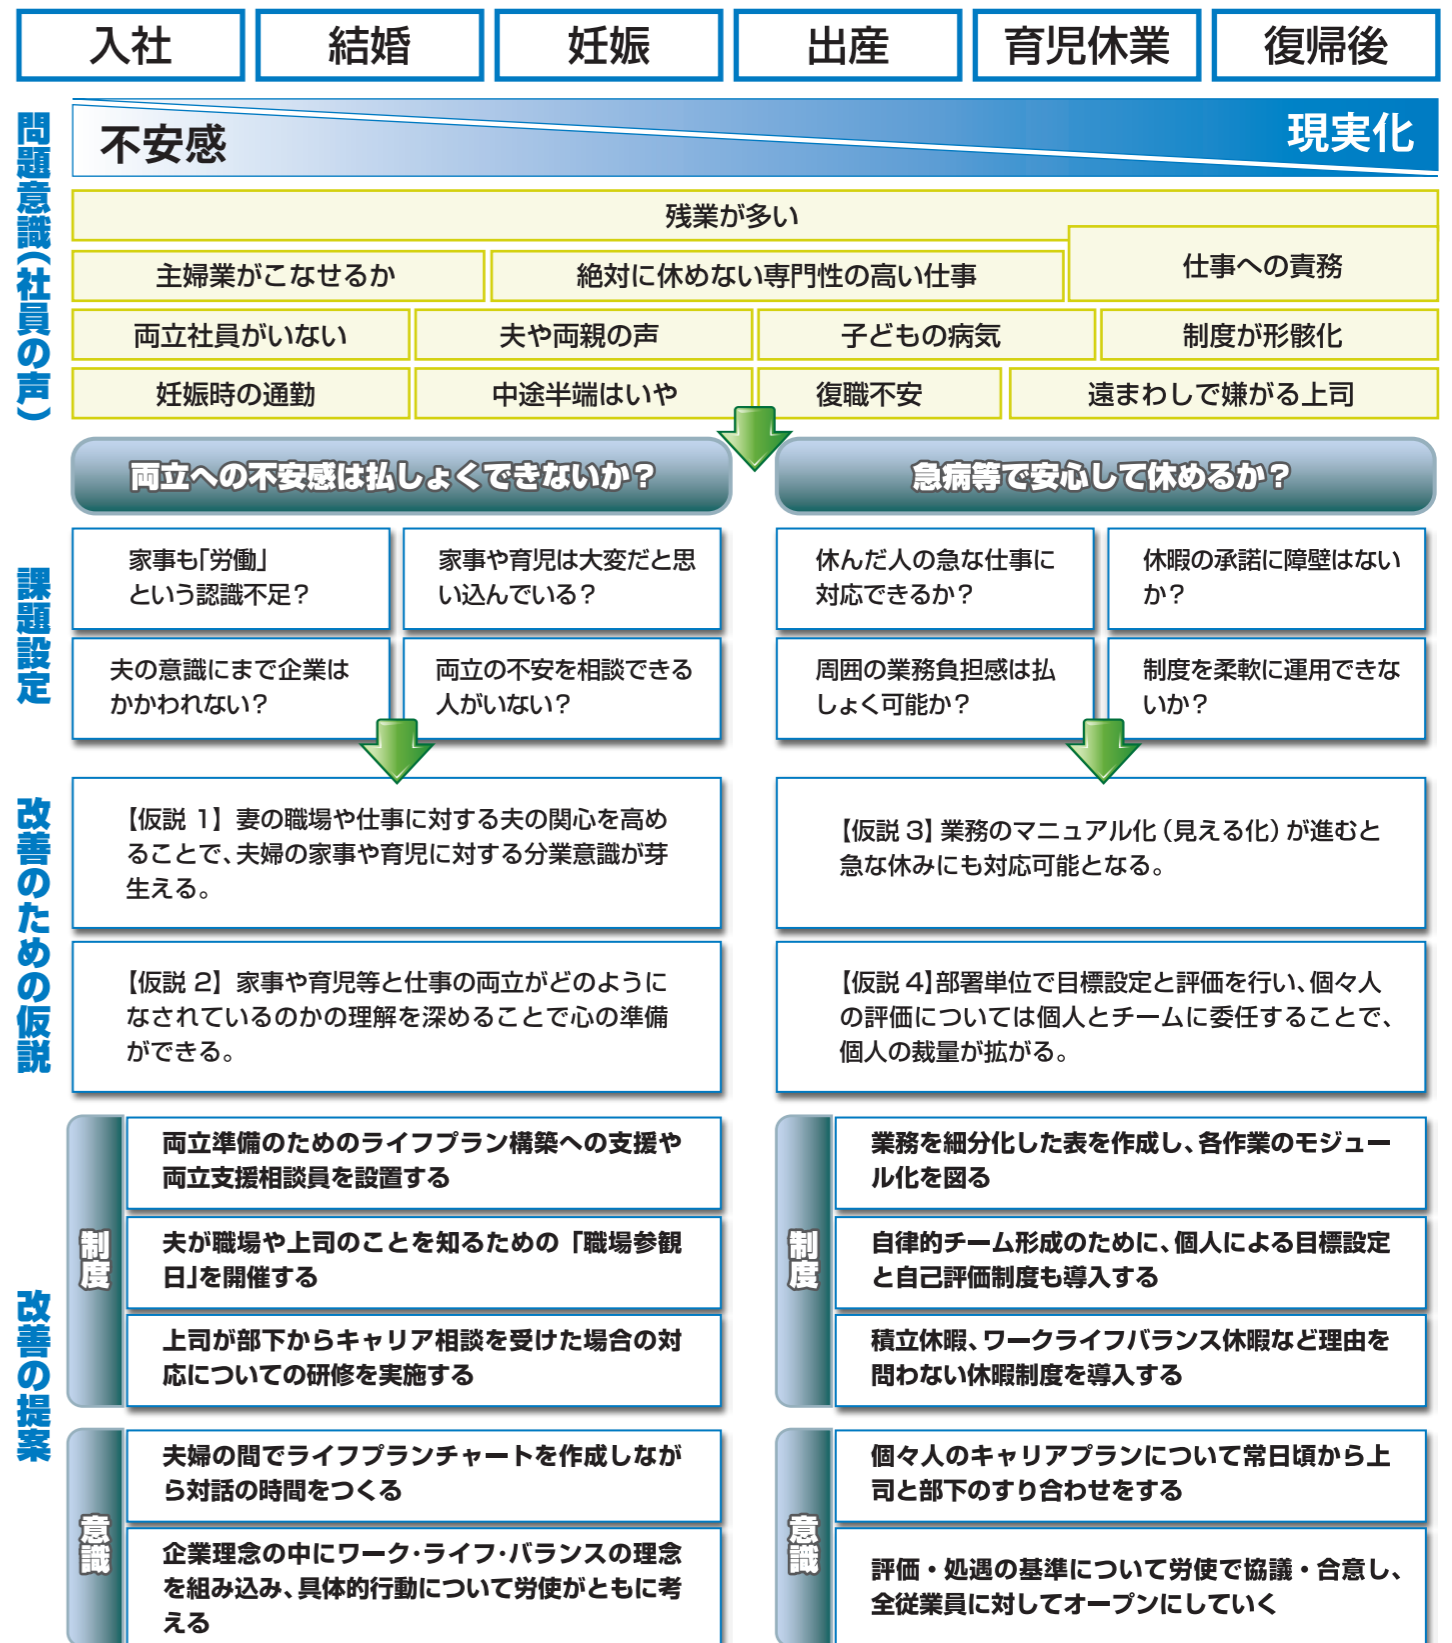 入社
結婚
妊娠
出産
育児休業
復帰後
問題意識(社員の声)
不安感
現実化
残業が多い
主婦業がこなせるか
絶対に休めない専門性の高い仕事
仕事への責務
両立社員がいない
夫や両親の声
子どもの病気
制度が形骸化
妊娠時の通勤
中途半端はいや
復職不安
遠まわしで嫌がる上司
両立への不安感は払しょくできないか?
急病等で安心して休めるか?
課題設定
家事も「労働」
という認識不足?
家事や育児は大変だと思
い込んでいる?
夫の意識にまで企業は
かかわれない?
両立の不安を相談できる
人がいない?
休んだ人の急な仕事に
対応できるか?
休暇の承諾に障壁はない
か?
周囲の業務負担感は払
しょく可能か?
制度を柔軟に運用できな
いか?
改善のための仮説
【仮説 1】妻の職場や仕事に対する夫の関心を高め
ることで、夫婦の家事や育児に対する分業意識が芽
生える。
【仮説 2】家事や育児等と仕事の両立がどのように
なされているのかの理解を深めることで心の準備
ができる。
【仮説 3】業務のマニュアル化(見える化)が進むと
急な休みにも対応可能となる。
【仮説 4】部署単位で目標設定と評価を行い、個々人
の評価については個人とチームに委任することで、
個人の裁量が拡がる。
改善の提案
制度
両立準備のためのライフプラン構築への支援や
両立支援相談員を設置する
夫が職場や上司のことを知るための「職場参観
日」を開催する
上司が部下からキャリア相談を受けた場合の対
応についての研修を実施する
意識
夫婦の間でライフプランチャートを作成しなが
ら対話の時間をつくる
企業理念の中にワーク・ライフ・バランスの理念
を組み込み、具体的行動について労使がともに考
える
制度
業務を細分化した表を作成し、各作業のモジュー
ル化を図る
自律的チーム形成のために、個人による目標設定
と自己評価制度も導入する
積立休暇、ワークライフバランス休暇など理由を
問わない休暇制度を導入する
意識
個々人のキャリアプランについて常日頃から上
司と部下のすり合わせをする
評価・処遇の基準について労使で協議・合意し、
全従業員に対してオープンにしていく